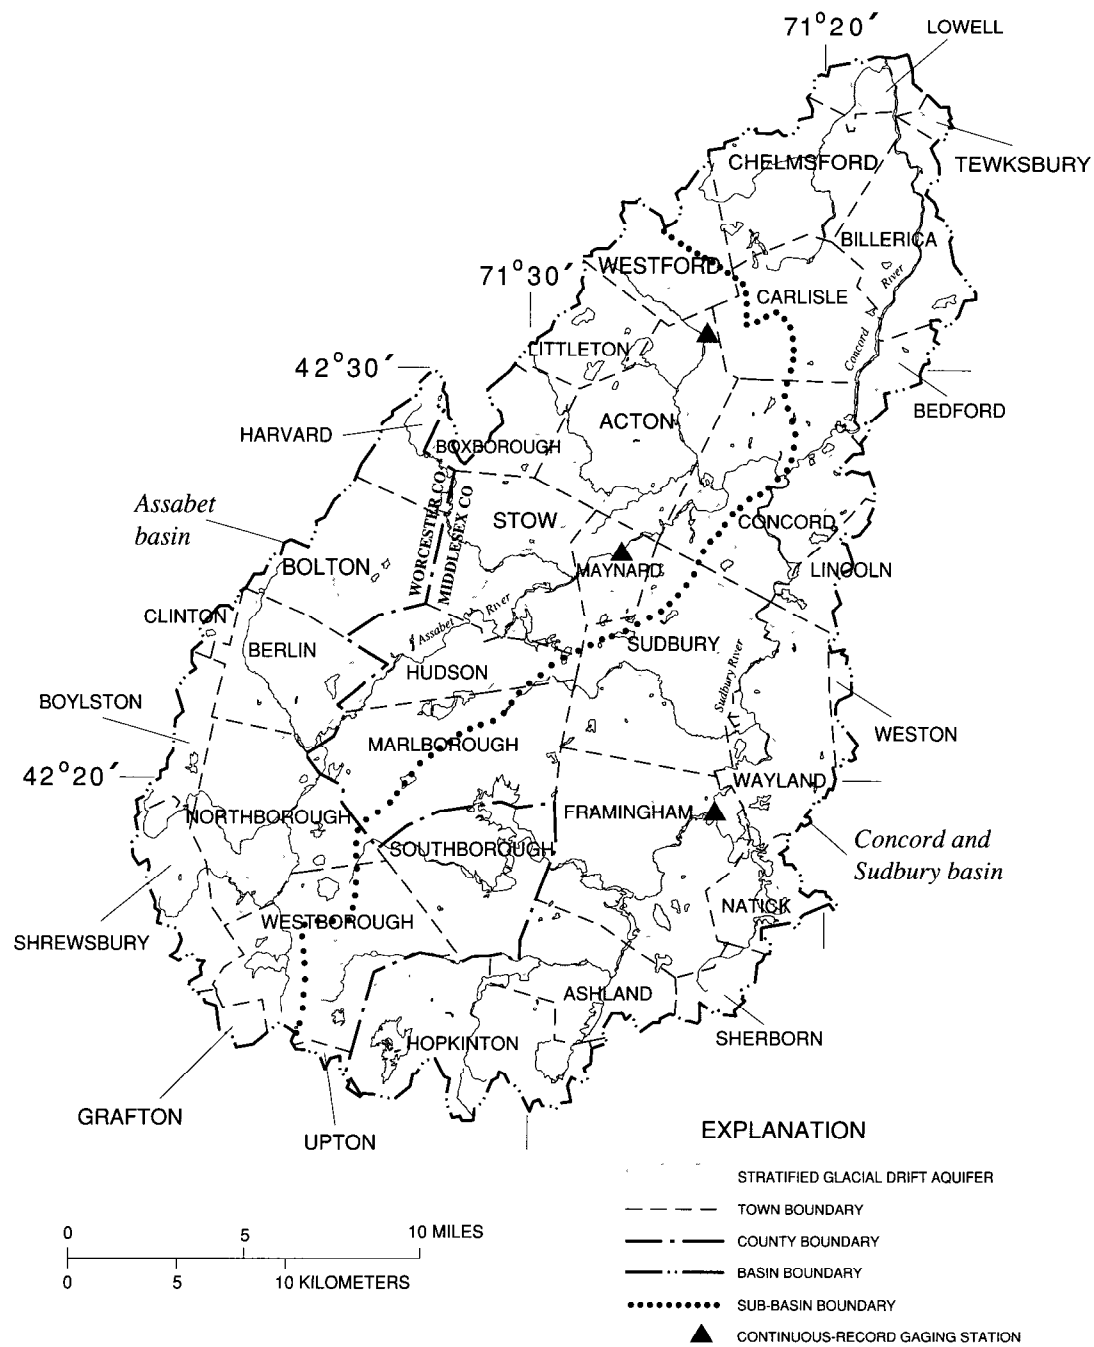 71°20′
LOWELL
CHELMSFORD
TEWKSBURY
BILLERICA
WESTFORD
71°30′
River
CARLISLE
Concord
LITTLETON
42°30′
BEDFORD
ACTON
HARVARD
BOXBOROUGH
Assabet
basin
WORCESTER CO
MIDDLESEX CO
STOW
CONCORD
BOLTON
MAYNARD
LINCOLN
CLINTON
Assabet River
BERLIN
SUDBURY
HUDSON
Sudbury River
BOYLSTON
WESTON
MARLBOROUGH
42°20′
WAYLAND
NORTHBOROUGH
FRAMINGHAM
Concord and
Sudbury basin
SOUTHBOROUGH
NATICK
WESTBOROUGH
SHREWSBURY
ASHLAND
SHERBORN
HOPKINTON
GRAFTON
UPTON
EXPLANATION
STRATIFIED GLACIAL DRIFT AQUIFER
TOWN BOUNDARY
COUNTY BOUNDARY
BASIN BOUNDARY
SUB-BASIN BOUNDARY
CONTINUOUS-RECORD GAGING STATION
0 5 10 MILES
0 5 10 KILOMETERS